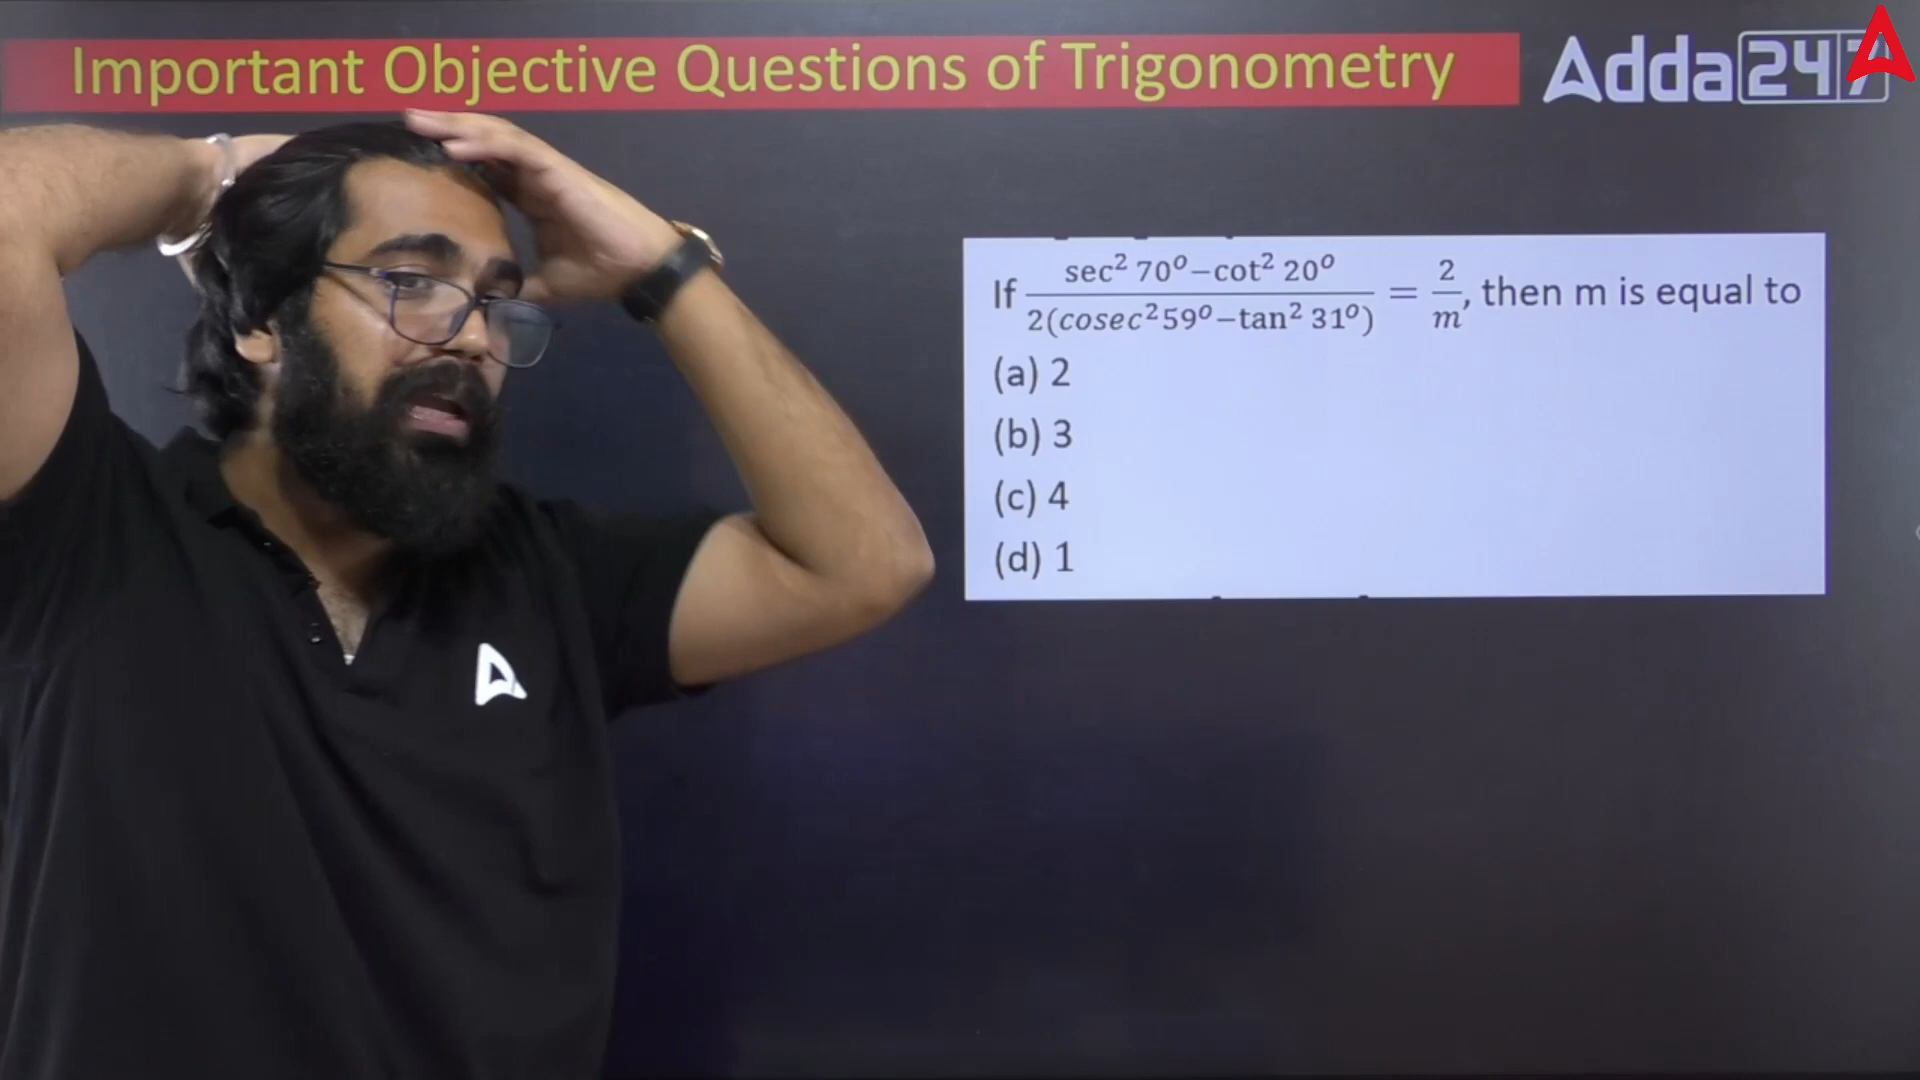 Important Objective Questions of Trigonometry
Adda247
If (sec² 70° – cot² 20°) / (2(cosec² 59° – tan² 31°)) = 2/m, then m is equal to
(a) 2
(b) 3
(c) 4
(d) 1